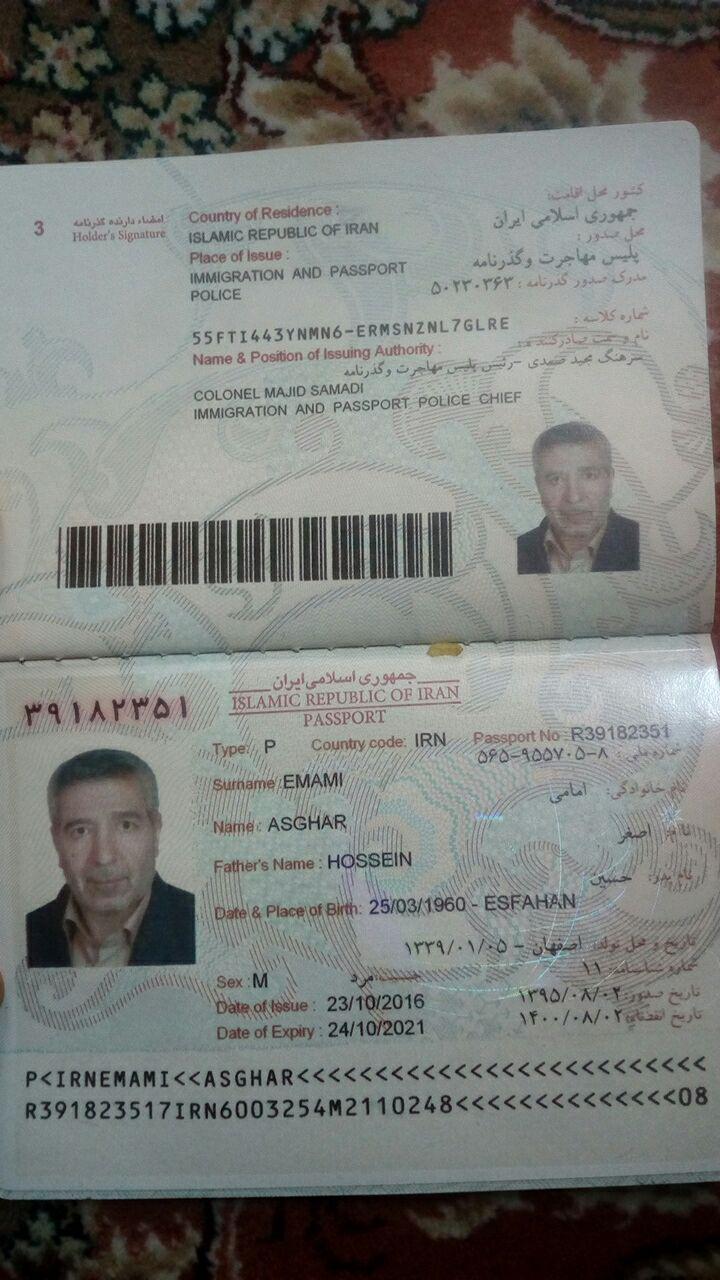 3
امضاء دارنده گذرنامه
Holder's Signature
Country of Residence :
کشور محل اقامت:
ISLAMIC REPUBLIC OF IRAN
جمهوری اسلامی ایران
Place of Issue :
محل صدور :
IMMIGRATION AND PASSPORT
POLICE
پلیس مهاجرت وگذرنامه
مدرک صدور گذرنامه : ۵۰۲۳۰۳۶۳
شماره کلاسه :
55FTI443YNMN6-ERMSNZNL7GLRE
نام و سمت صادرکننده :
Name & Position of Issuing Authority :
سرهنگ مجید صمدی -رئیس پلیس مهاجرت وگذرنامه
COLONEL MAJID SAMADI
IMMIGRATION AND PASSPORT POLICE CHIEF
۳۹۱۸۲۳۵۱
جمهوری اسلامی ایران
ISLAMIC REPUBLIC OF IRAN
PASSPORT
Type: P Country code: IRN Passport No : R39182351
شماره ملی : ۵۶۵-۹۵۵۷۰۵-۸
Surname : EMAMI
نام خانوادگی: امامی
Name : ASGHAR
نام: اصغر
Father's Name : HOSSEIN
نام پدر: حسین
Date & Place of Birth: 25/03/1960 - ESFAHAN
تاریخ و محل تولد: اصفهان - ۱۳۳۹/۰۱/۰۵
شماره شناسنامه: ۱۱
Sex : M
جنسیت: مرد
Date of Issue : 23/10/2016
تاریخ صدور: ۱۳۹۵/۰۸/۰۲
Date of Expiry : 24/10/2021
تاریخ انقضای: ۱۴۰۰/۰۸/۰۲
P<IRNEMAMI<<ASGHAR<<<<<<<<<<<<<<<<<<<<<<<<<<
R391823517IRN6003254M2110248<<<<<<<<<<<<<<08